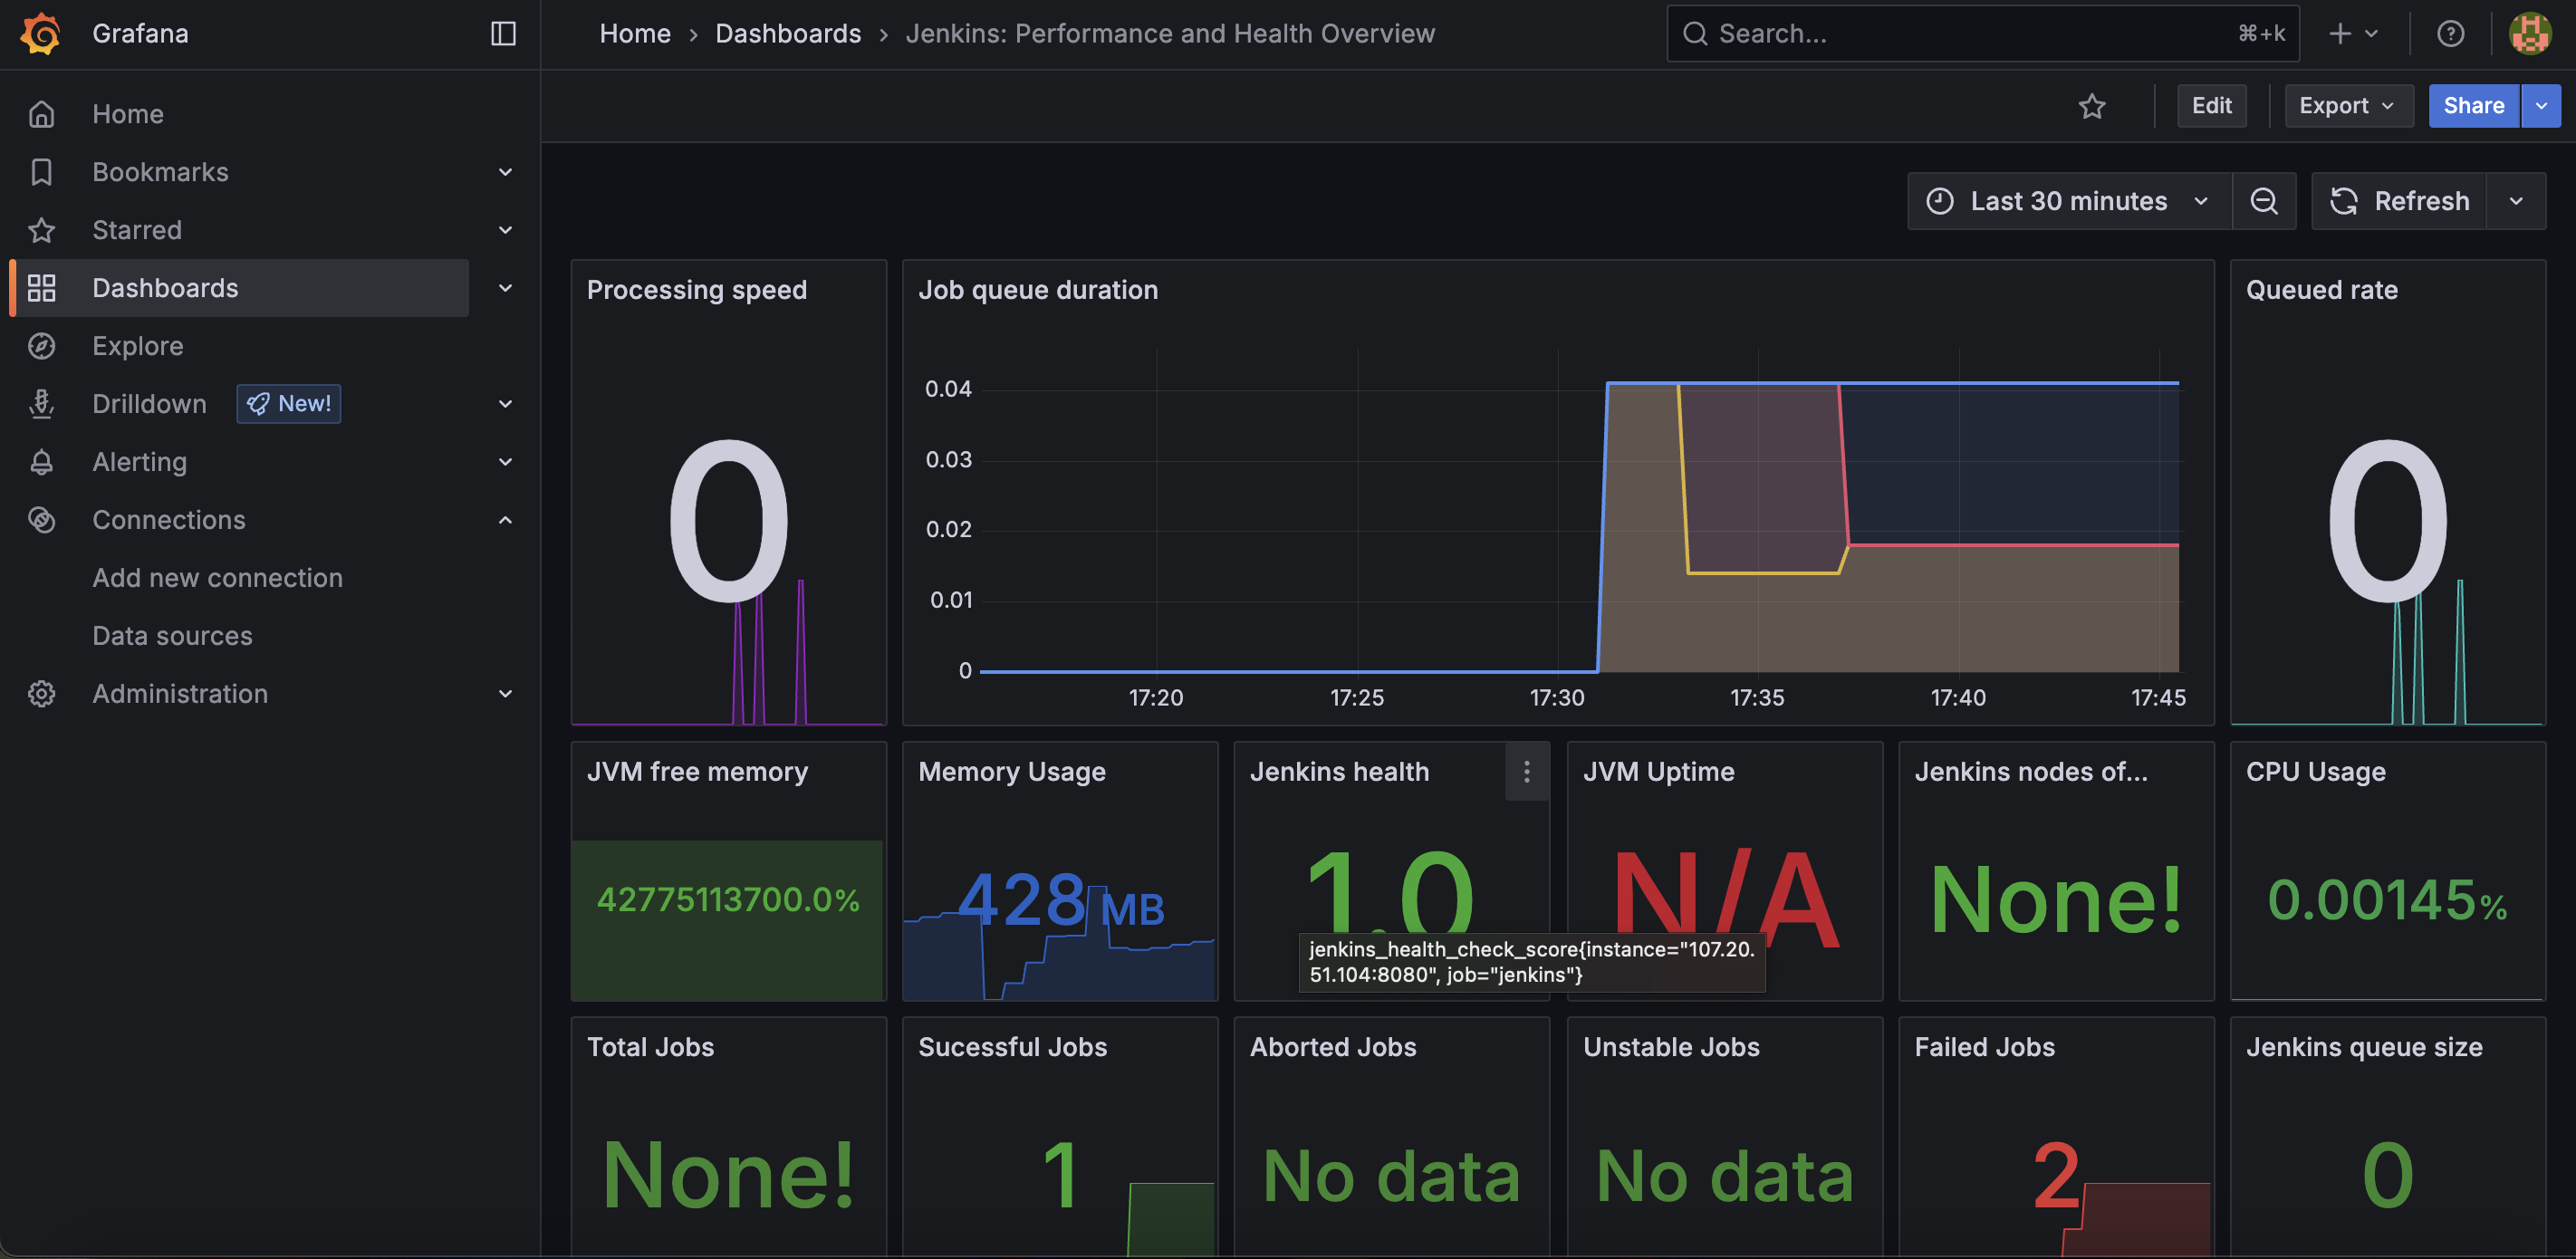 Grafana
Home › Dashboards › Jenkins: Performance and Health Overview
Search...
⌘+k
Edit
Export
Share
Home
Bookmarks
Starred
Dashboards
Explore
Drilldown
New!
Alerting
Connections
Add new connection
Data sources
Administration
Last 30 minutes
Refresh
Processing speed
0
Job queue duration
0.04
0.03
0.02
0.01
0
17:20 17:25 17:30 17:35 17:40 17:45
Queued rate
0
JVM free memory
42775113700.0%
Memory Usage
428 MB
Jenkins health
1.0
jenkins_health_check_score{instance="107.20.
51.104:8080", job="jenkins"}
JVM Uptime
N/A
Jenkins nodes of...
None!
CPU Usage
0.00145%
Total Jobs
None!
Sucessful Jobs
1
Aborted Jobs
No data
Unstable Jobs
No data
Failed Jobs
2
Jenkins queue size
0